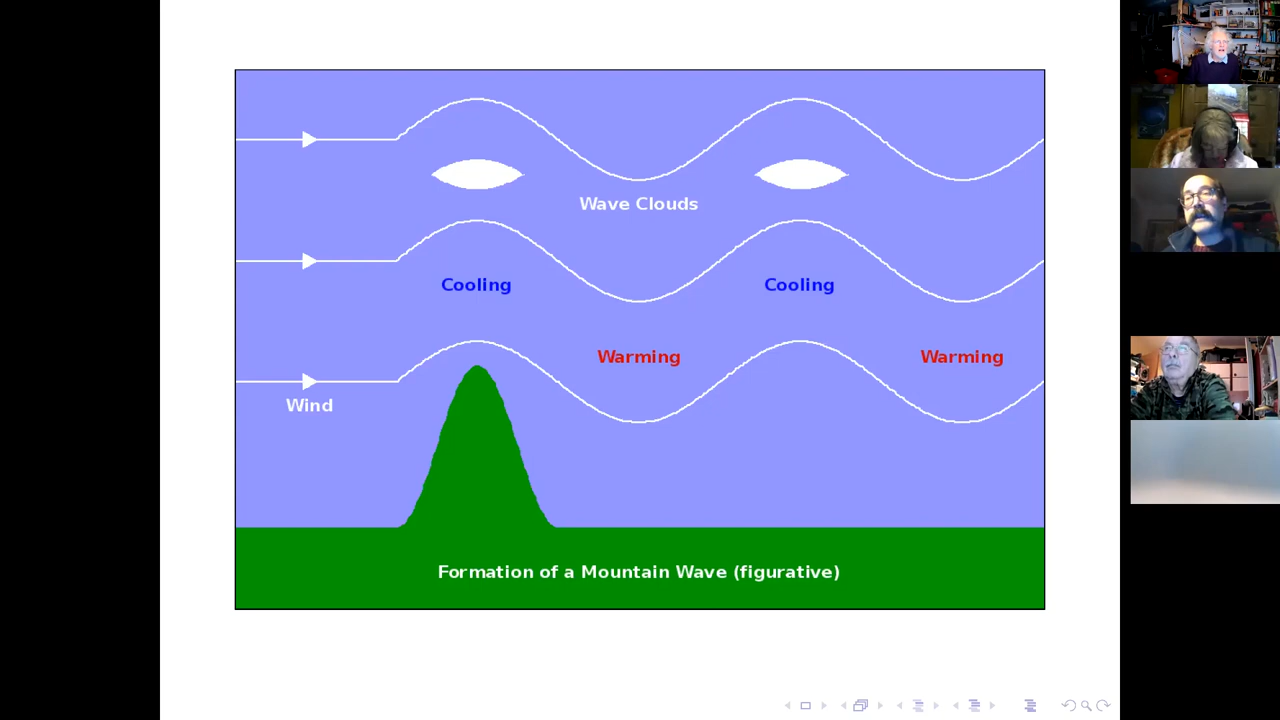 Wave Clouds
Cooling Cooling
Warming Warming
Wind
Formation of a Mountain Wave (figurative)